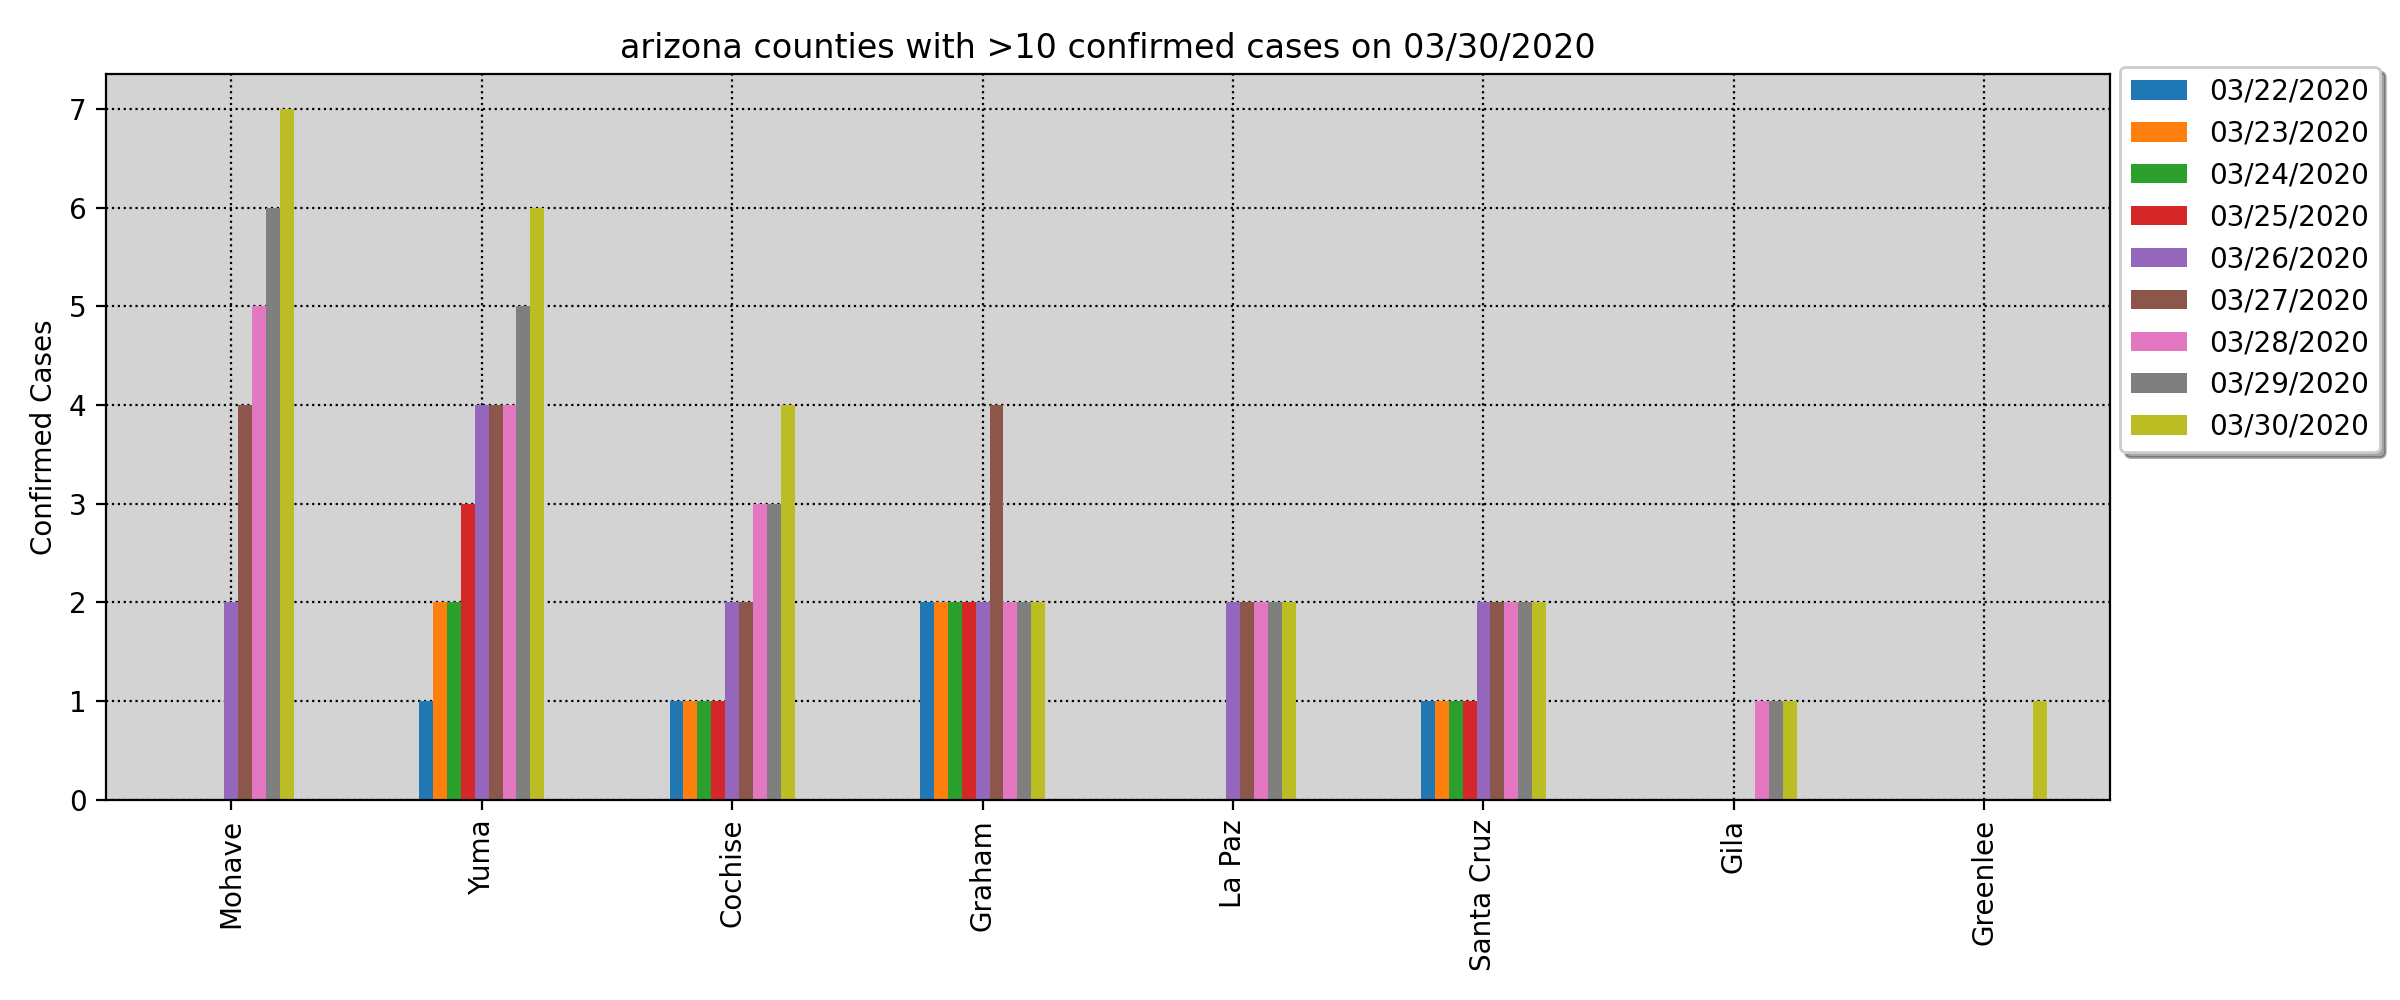 arizona counties with >10 confirmed cases on 03/30/2020
Confirmed Cases
7
6
5
4
3
2
1
0
Mohave
Yuma
Cochise
Graham
La Paz
Santa Cruz
Gila
Greenlee
03/22/2020
03/23/2020
03/24/2020
03/25/2020
03/26/2020
03/27/2020
03/28/2020
03/29/2020
03/30/2020